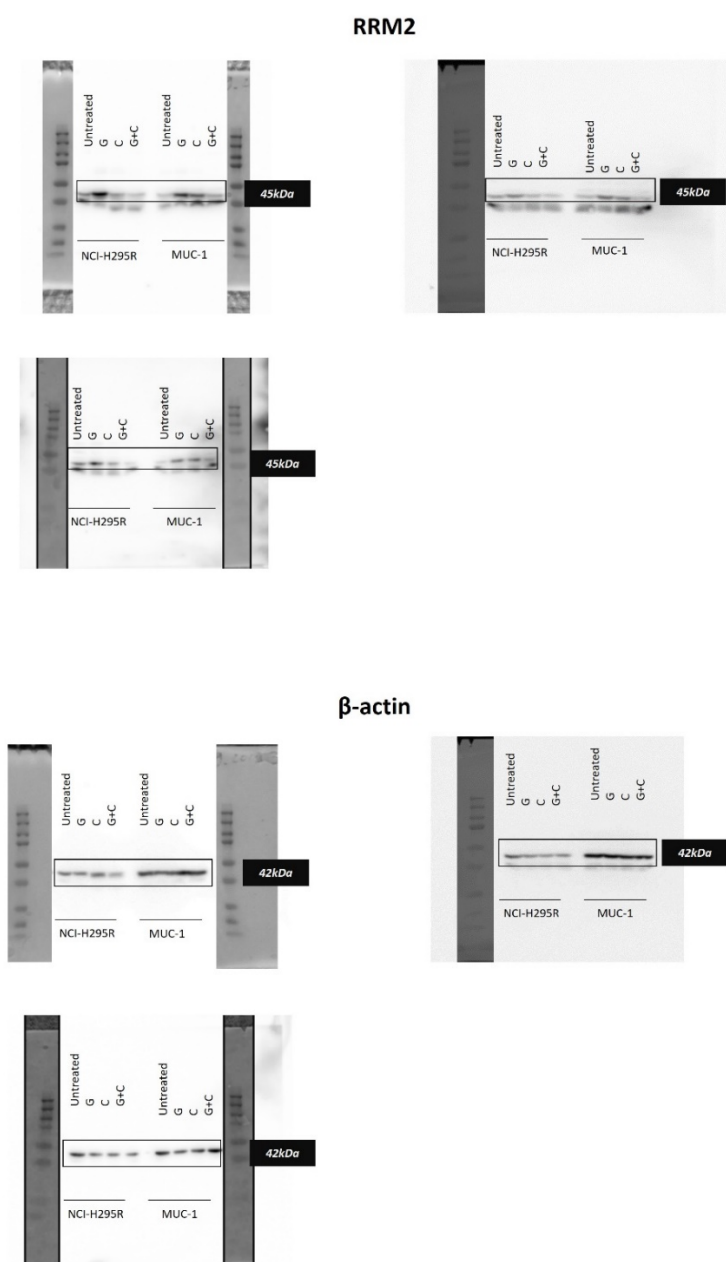 RRM2
Untreated
G
C
G+C
Untreated
G
C
G+C
45kDa
NCI-H295R
MUC-1
Untreated
G
C
G+C
Untreated
G
C
G+C
45kDa
NCI-H295R
MUC-1
Untreated
G
C
G+C
Untreated
G
C
G+C
45kDa
NCI-H295R
MUC-1
β-actin
Untreated
G
C
G+C
Untreated
G
C
G+C
42kDa
NCI-H295R
MUC-1
Untreated
G
C
G+C
Untreated
G
C
G+C
42kDa
NCI-H295R
MUC-1
Untreated
G
C
G+C
Untreated
G
C
G+C
42kDa
NCI-H295R
MUC-1